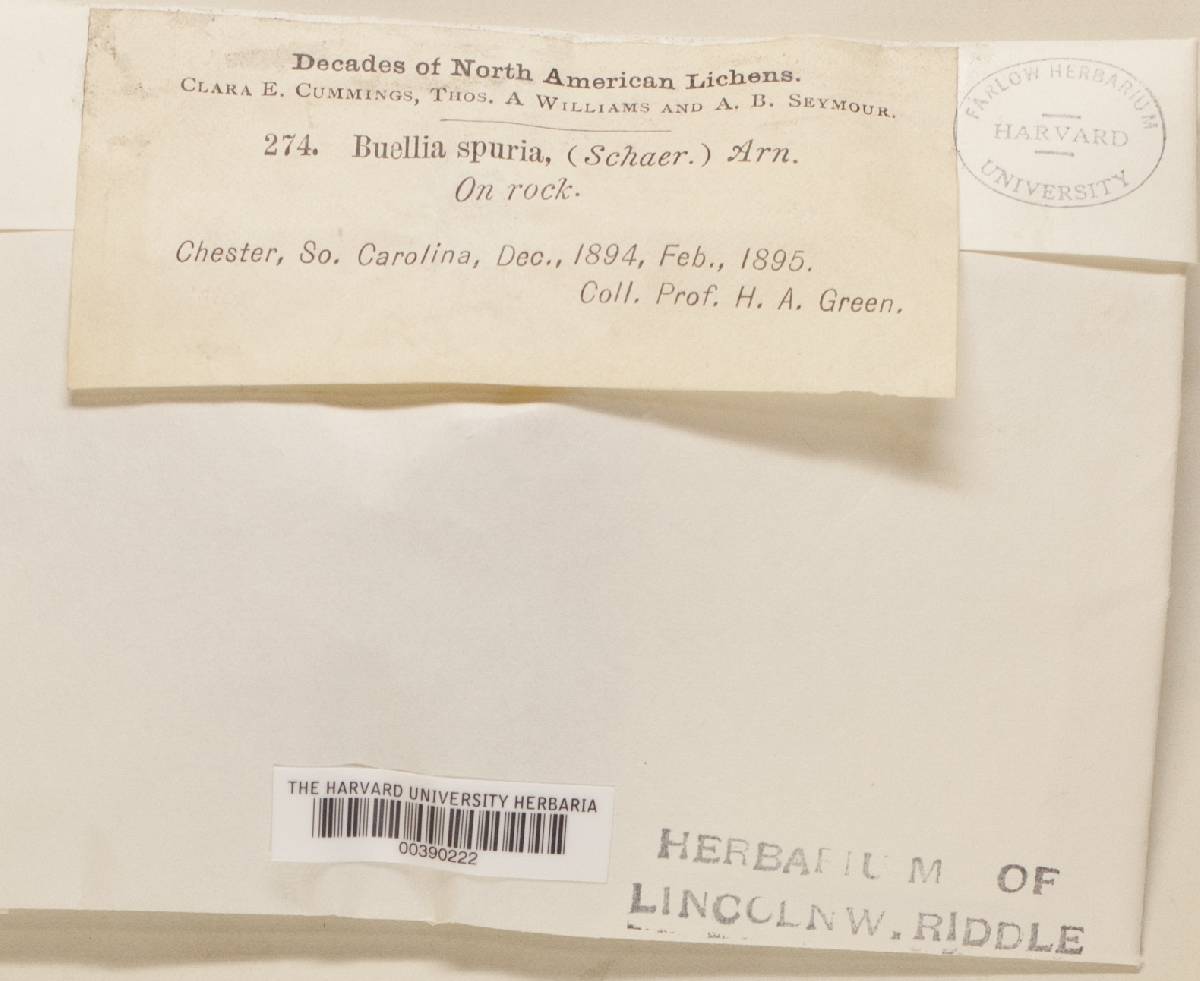 Decades of North American Lichens.
Clara E. Cummings, Thos. A Williams and A. B. Seymour.
274. Buellia spuria, (Schaer.) Arn.
On rock.
Chester, So. Carolina, Dec., 1894, Feb., 1895.
Coll. Prof. H. A. Green.
FARLOW HERBARIUM
HARVARD
UNIVERSITY
THE HARVARD UNIVERSITY HERBARIA
00390222
HERBARIUM OF
LINCOLN W. RIDDLE